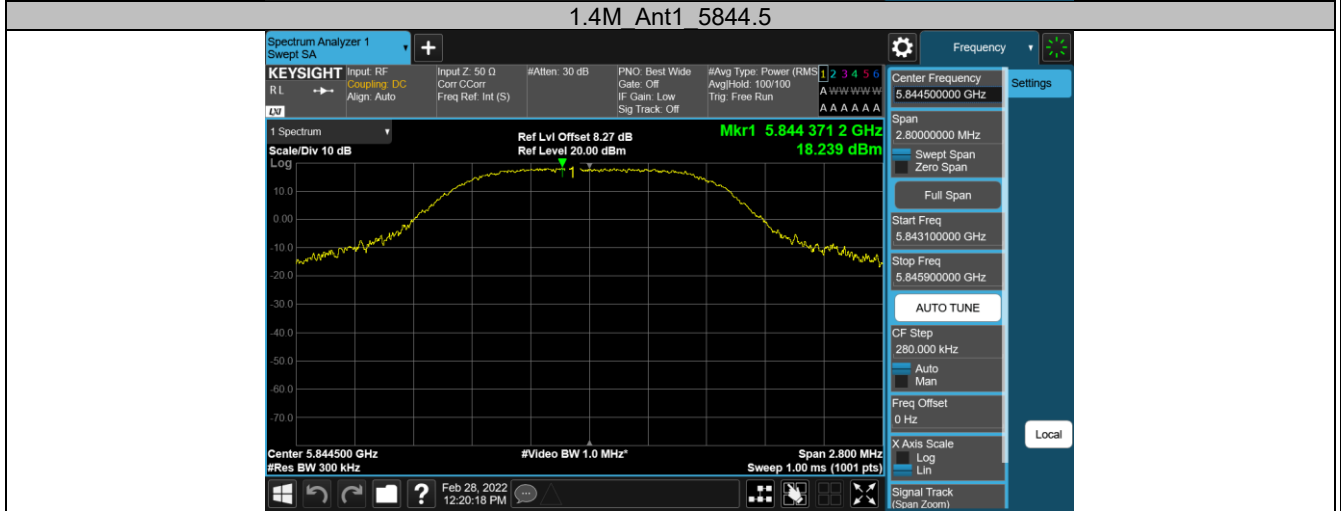 1.4M_Ant1_5844.5
Spectrum Analyzer 1
Swept SA
+
Frequency
KEYSIGHT
Input: RF
Input Z: 50 Ω
#Atten: 30 dB
PNO: Best Wide
#Avg Type: Power (RMS
1 2 3 4 5 6
R L
Coupling: DC
Corr CCorr
Gate: Off
Avg|Hold: 100/100
A W W W W W
Align: Auto
Freq Ref: Int (S)
IF Gain: Low
Trig: Free Run
Sig Track: Off
A A A A A A
LXI
1 Spectrum
Ref Lvl Offset 8.27 dB
Mkr1 5.844 371 2 GHz
Scale/Div 10 dB
Ref Level 20.00 dBm
18.239 dBm
Log
1
10.0
0.00
-10.0
-20.0
-30.0
-40.0
-50.0
-60.0
-70.0
Center 5.844500 GHz
#Video BW 1.0 MHz*
Span 2.800 MHz
#Res BW 300 kHz
Sweep 1.00 ms (1001 pts)
Center Frequency
5.844500000 GHz
Settings
Span
2.80000000 MHz
Swept Span
Zero Span
Full Span
Start Freq
5.843100000 GHz
Stop Freq
5.845900000 GHz
AUTO TUNE
CF Step
280.000 kHz
Auto
Man
Freq Offset
0 Hz
X Axis Scale
Log
Lin
Local
Signal Track
(Span Zoom)
?
Feb 28, 2022
12:20:18 PM